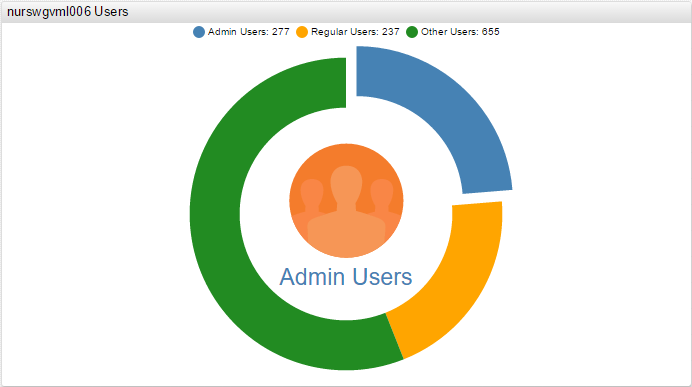 nurswgvml006 Users
Admin Users: 277 Regular Users: 237 Other Users: 655
Admin Users